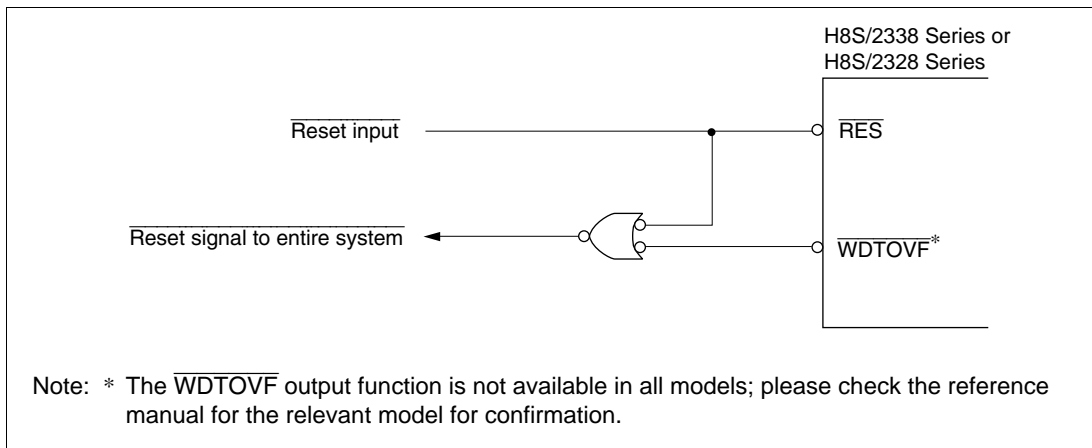 H8S/2338 Series or
H8S/2328 Series
Reset input
RES
Reset signal to entire system
WDTOVF*
Note: * The WDTOVF output function is not available in all models; please check the reference
manual for the relevant model for confirmation.